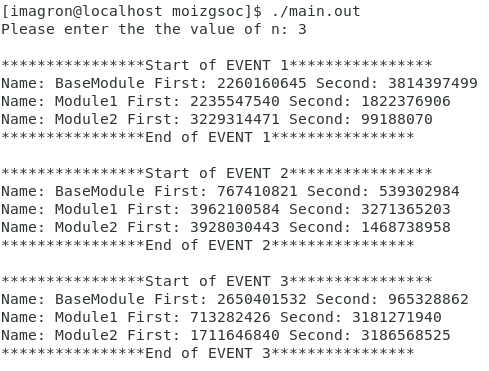 [imagron@localhost moizgsoc]$ ./main.out
Please enter the the value of n: 3
****************Start of EVENT 1****************
Name: BaseModule First: 2260160645 Second: 3814397499
Name: Module1 First: 2235547540 Second: 1822376906
Name: Module2 First: 3229314471 Second: 99188070
****************End of EVENT 1****************
****************Start of EVENT 2****************
Name: BaseModule First: 767410821 Second: 539302984
Name: Module1 First: 3962100584 Second: 3271365203
Name: Module2 First: 3928030443 Second: 1468738958
****************End of EVENT 2****************
****************Start of EVENT 3****************
Name: BaseModule First: 2650401532 Second: 965328862
Name: Module1 First: 713282426 Second: 3181271940
Name: Module2 First: 1711646840 Second: 3186568525
****************End of EVENT 3****************